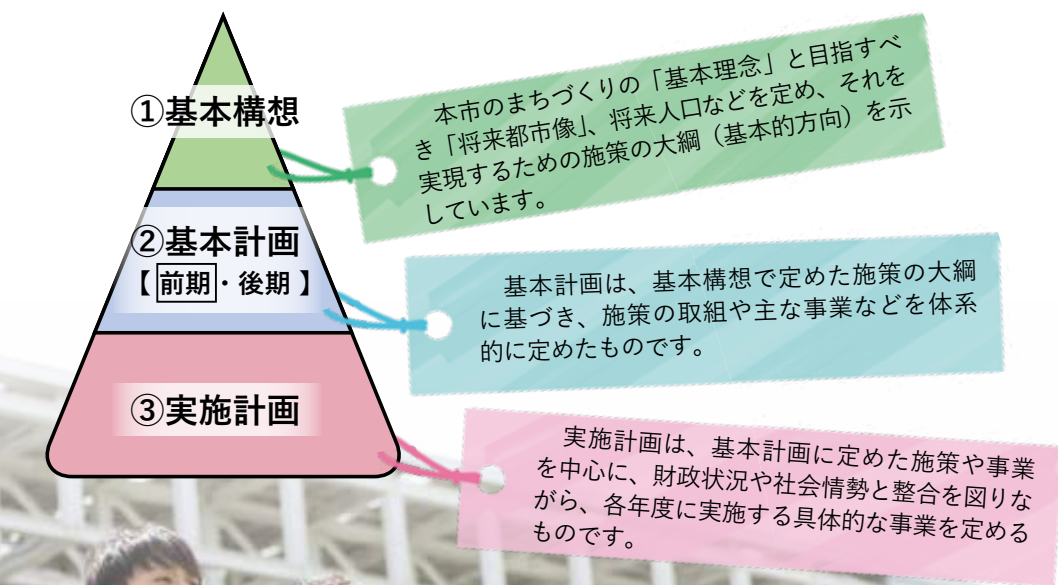 ①基本構想
本市のまちづくりの「基本理念」と目指すべ
き「将来都市像」、将来人口などを定め、それを
実現するための施策の大綱（基本的方向）を示
しています。
②基本計画
【 前期・後期 】
基本計画は、基本構想で定めた施策の大綱
に基づき、施策の取組や主な事業などを体系
的に定めたものです。
③実施計画
実施計画は、基本計画に定めた施策や事業
を中心に、財政状況や社会情勢と整合を図りな
がら、各年度に実施する具体的な事業を定める
ものです。